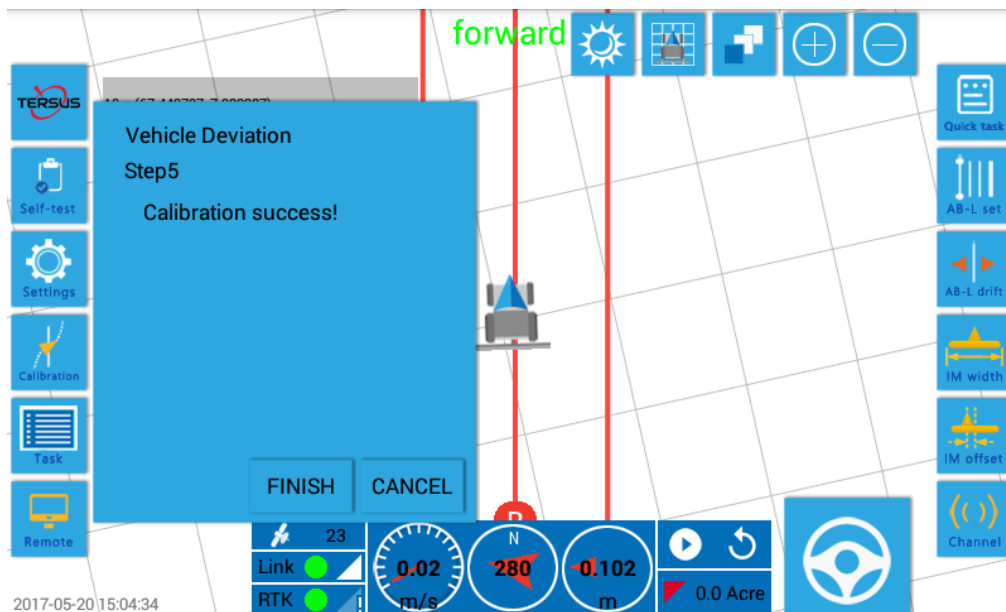 forward
TERSUS
Self-test
Settings
Calibration
Task
Remote
Vehicle Deviation
Step5
Calibration success!
FINISH
CANCEL
Quick task
AB-L set
AB-L drift
IM width
IM offset
Channel
23
Link
RTK
!
0.02
m/s
N
280
0.102
m
0.0 Acre
2017-05-20 15:04:34